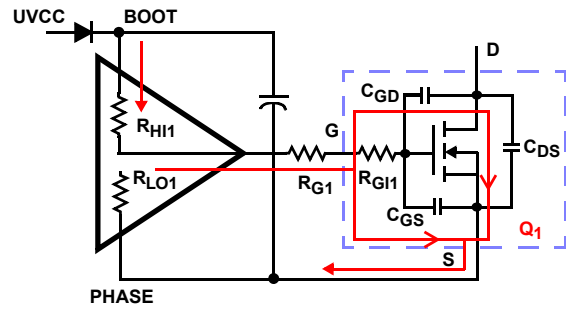 UVCC
BOOT
D
CGD
RHI1
G
CDS
RLO1
RG1
RGI1
CGS
Q1
S
PHASE